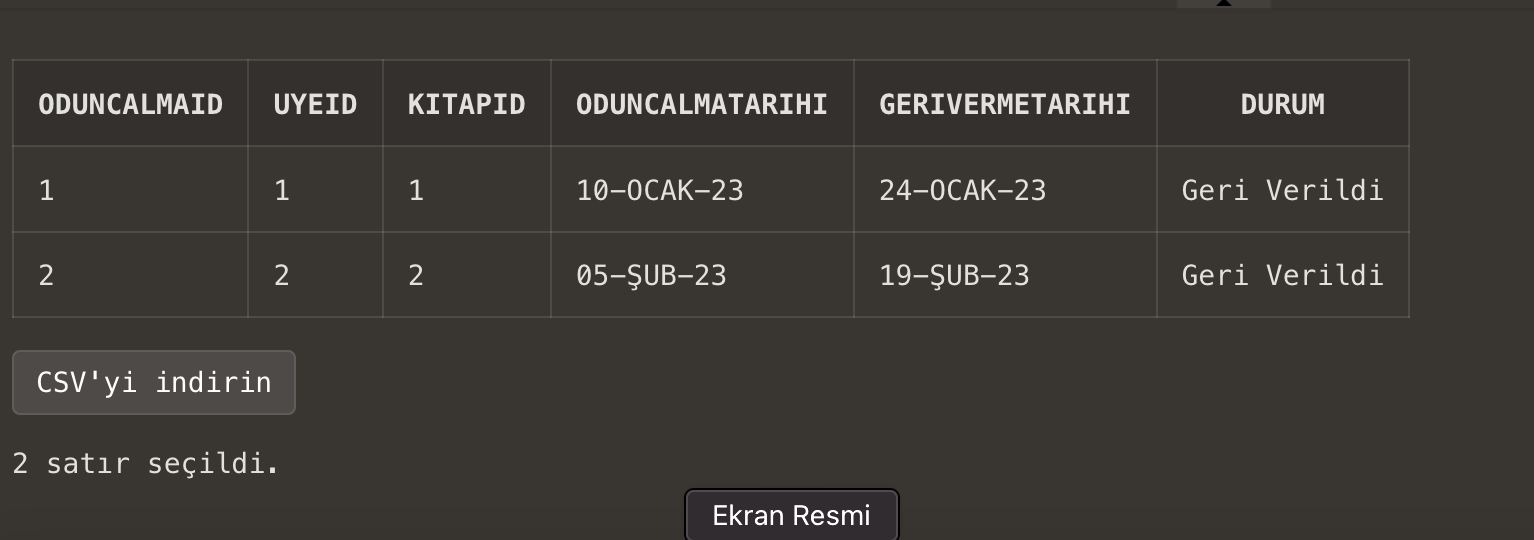 ODUNCALMAID UYEID KITAPID ODUNCALMATARIHI GERIVERMETARIHI DURUM
1 1 1 10-OCAK-23 24-OCAK-23 Geri Verildi
2 2 2 05-ŞUB-23 19-ŞUB-23 Geri Verildi
CSV'yi indirin
2 satır seçildi.
Ekran Resmi